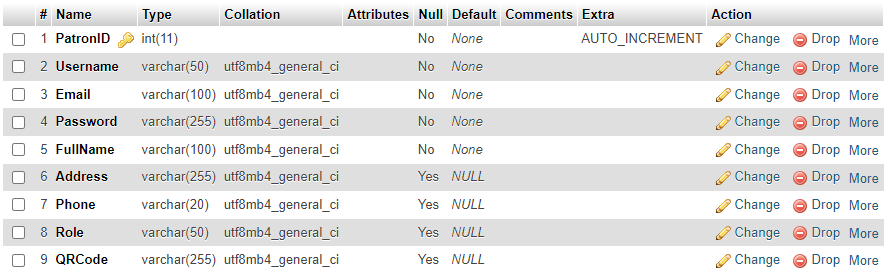 # Name Type Collation Attributes Null Default Comments Extra Action
1 PatronID int(11) No None AUTO_INCREMENT Change Drop More
2 Username varchar(50) utf8mb4_general_ci No None Change Drop More
3 Email varchar(100) utf8mb4_general_ci No None Change Drop More
4 Password varchar(255) utf8mb4_general_ci No None Change Drop More
5 FullName varchar(100) utf8mb4_general_ci No None Change Drop More
6 Address varchar(255) utf8mb4_general_ci Yes NULL Change Drop More
7 Phone varchar(20) utf8mb4_general_ci Yes NULL Change Drop More
8 Role varchar(50) utf8mb4_general_ci Yes NULL Change Drop More
9 QRCode varchar(255) utf8mb4_general_ci Yes NULL Change Drop More